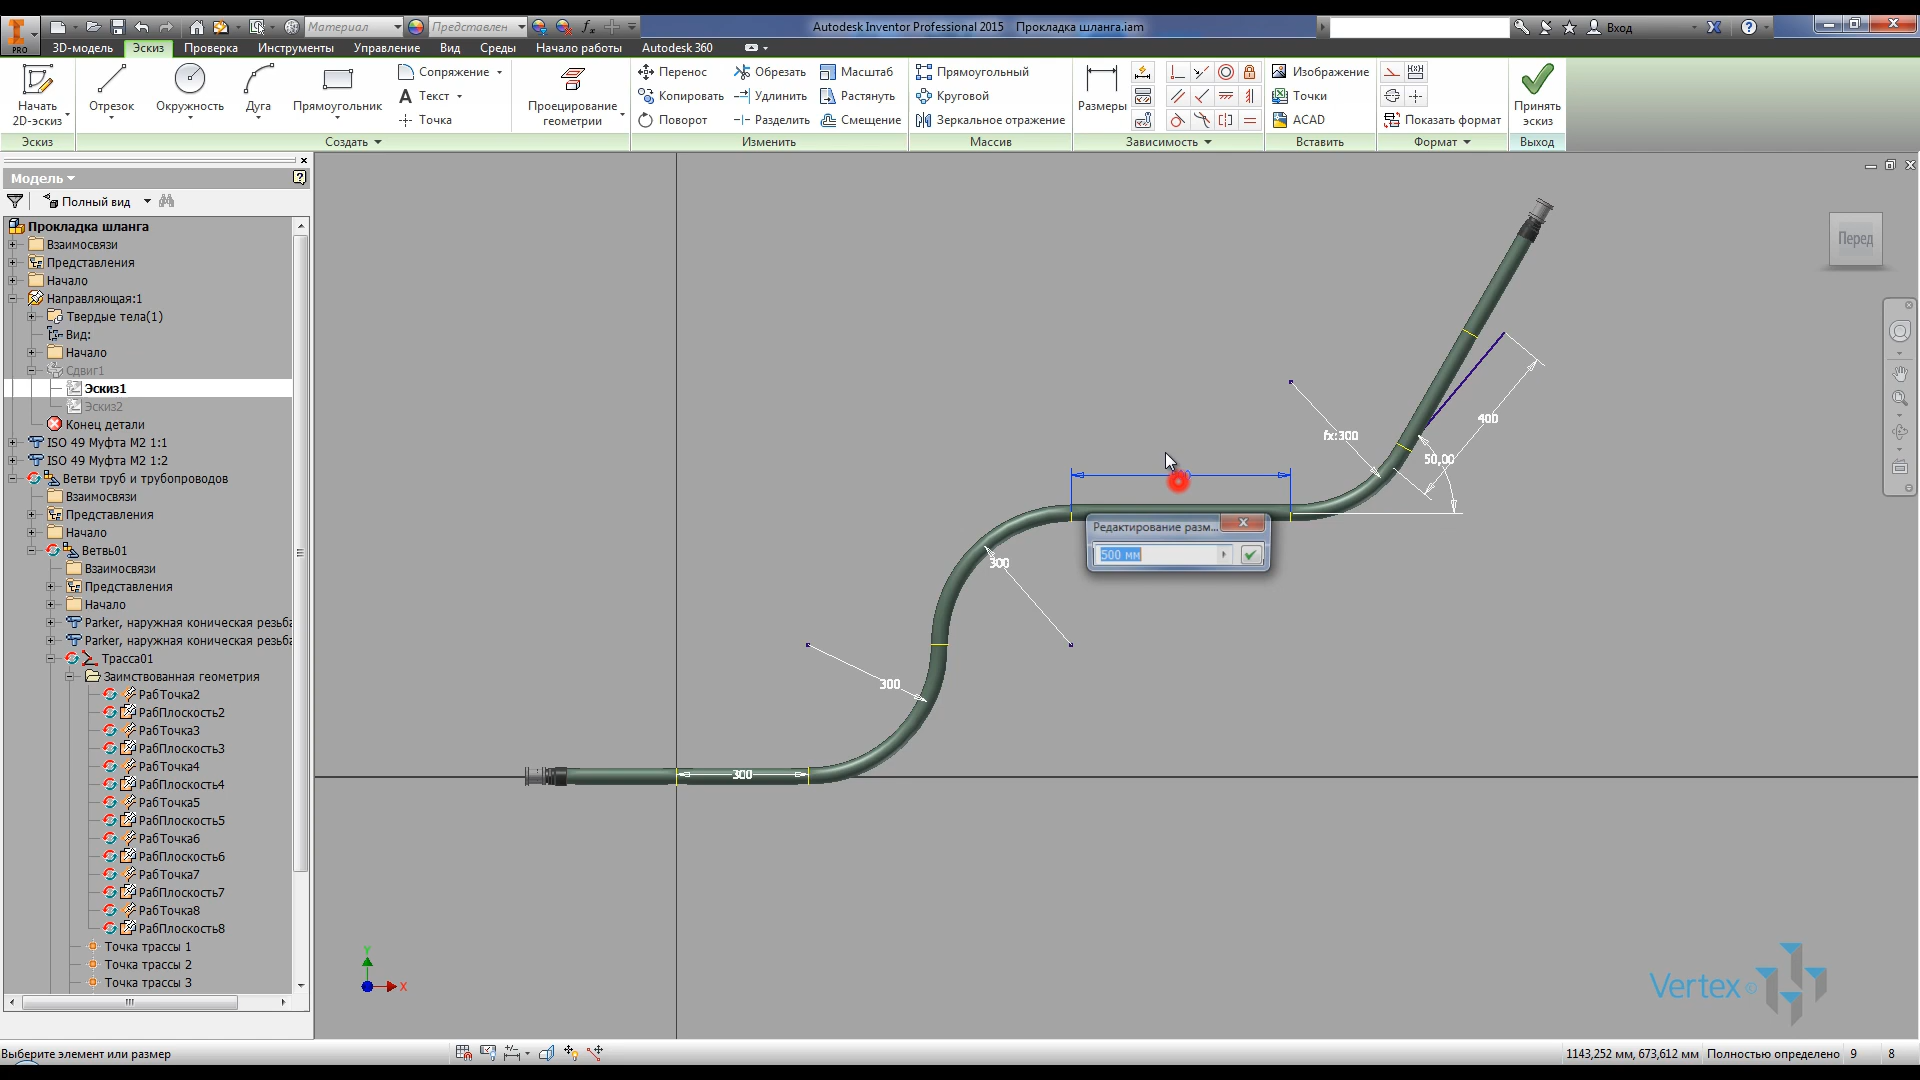 Материал
Представлен
Autodesk Inventor Professional 2015 Прокладка шланга.iam
Вход
PRO
3D-модель Эскиз Проверка Инструменты Управление Вид Среды Начало работы Autodesk 360
Начать
2D-эскиз
Отрезок
Окружность
Дуга
Прямоугольник
Сопряжение
Текст
Точка
Проецирование
геометрии
Перенос
Копировать
Поворот
Обрезать
Удлинить
Разделить
Масштаб
Растянуть
Смещение
Прямоугольный
Круговой
Зеркальное отражение
Размеры
Изображение
Точки
ACAD
Показать формат
Принять
эскиз
Эскиз Создать Изменить Массив Зависимость Вставить Формат Выход
Модель
Полный вид
Прокладка шланга
Взаимосвязи
Представления
Начало
Направляющая:1
Твердые тела(1)
Вид:
Начало
Сдвиг1
Эскиз1
Эскиз2
Конец детали
ISO 49 Муфта M2 1:1
ISO 49 Муфта M2 1:2
Ветви труб и трубопроводов
Взаимосвязи
Представления
Начало
Ветвь01
Взаимосвязи
Представления
Начало
Parker, наружная коническая резьба
Parker, наружная коническая резьба
Трасса01
Заимствованная геометрия
РабТочка2
РабПлоскость2
РабТочка3
РабПлоскость3
РабТочка4
РабПлоскость4
РабТочка5
РабПлоскость5
РабТочка6
РабПлоскость6
РабТочка7
РабПлоскость7
РабТочка8
РабПлоскость8
Точка трассы 1
Точка трассы 2
Точка трассы 3
Перед
400
fx:300
50,00
Редактирование разм...
500 мм
300
300
300
Y
X
Vertex ©
Выберите элемент или размер
1143,252 мм, 673,612 мм Полностью определено 9 8